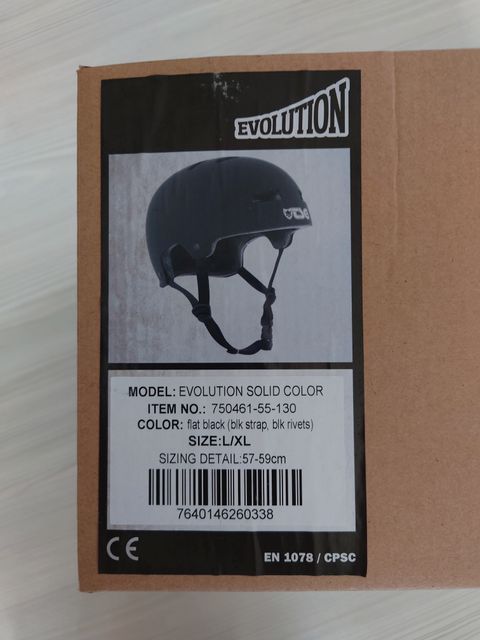 EVOLUTION
TSG
MODEL: EVOLUTION SOLID COLOR
ITEM NO.: 750461-55-130
COLOR: flat black (blk strap, blk rivets)
SIZE:L/XL
SIZING DETAIL:57-59cm
7640146260338
CE
EN 1078 / CPSC